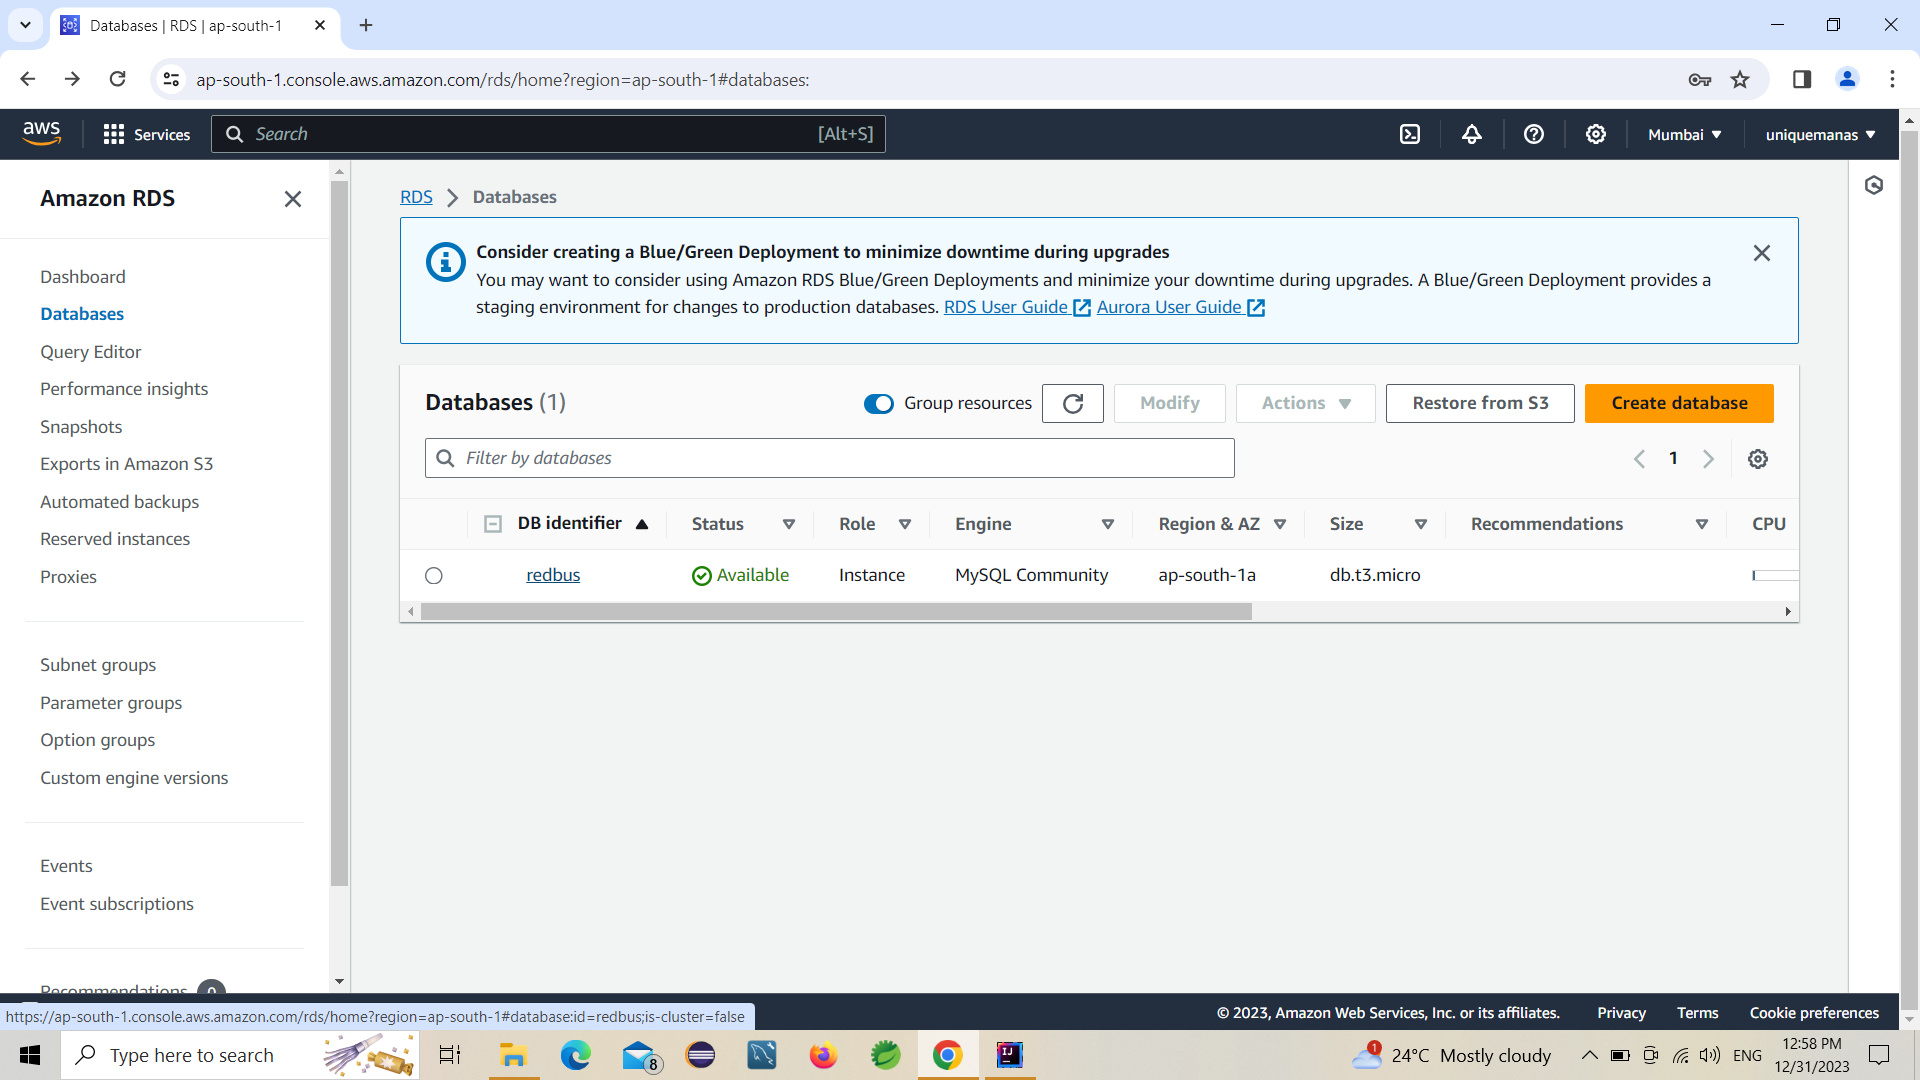 Databases | RDS | ap-south-1
ap-south-1.console.aws.amazon.com/rds/home?region=ap-south-1#databases:
aws
Services
Search
[Alt+S]
Mumbai
uniquemanas
Amazon RDS
Dashboard
Databases
Query Editor
Performance insights
Snapshots
Exports in Amazon S3
Automated backups
Reserved instances
Proxies
Subnet groups
Parameter groups
Option groups
Custom engine versions
Events
Event subscriptions
Recommendations 0
RDS > Databases
Consider creating a Blue/Green Deployment to minimize downtime during upgrades
You may want to consider using Amazon RDS Blue/Green Deployments and minimize your downtime during upgrades. A Blue/Green Deployment provides a
staging environment for changes to production databases. RDS User Guide Aurora User Guide
Databases (1)
Group resources
Modify
Actions
Restore from S3
Create database
Filter by databases
1
DB identifier Status Role Engine Region & AZ Size Recommendations CPU
redbus Available Instance MySQL Community ap-south-1a db.t3.micro
https://ap-south-1.console.aws.amazon.com/rds/home?region=ap-south-1#database:id=redbus;is-cluster=false
© 2023, Amazon Web Services, Inc. or its affiliates. Privacy Terms Cookie preferences
Type here to search
8
IJ
1
24°C Mostly cloudy
ENG
12:58 PM
12/31/2023